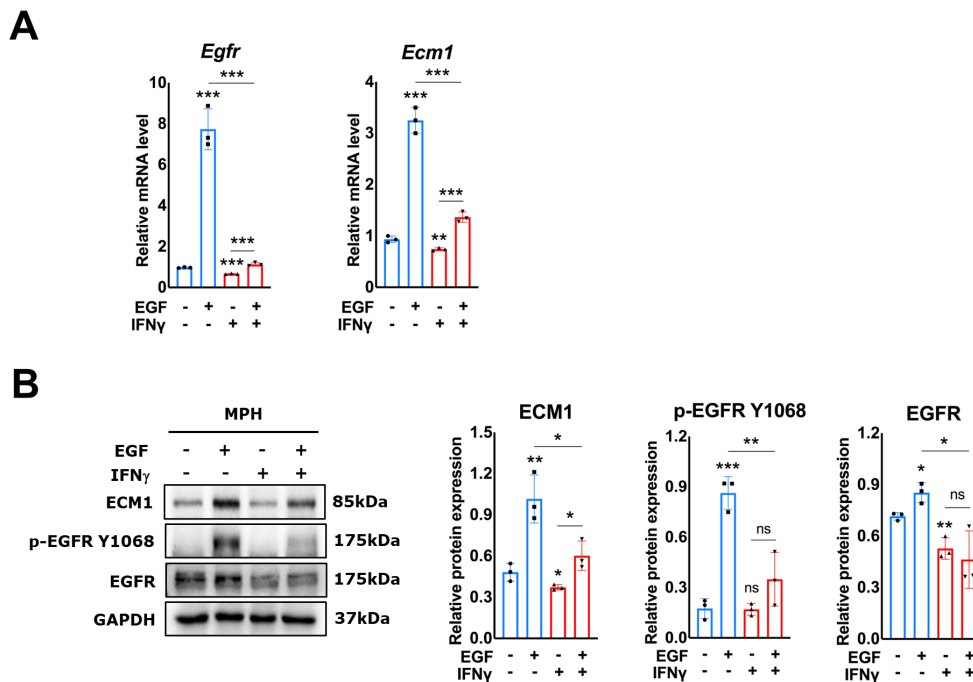 A
Egfr
Relative mRNA level
10
8
6
4
2
0
***
***
***
***
EGF - + - +
IFNγ - - + +
Ecm1
Relative mRNA level
4
3
2
1
0
***
***
**
***
- + - +
- - + +
B
MPH
EGF - + - +
IFNγ - - + +
ECM1 85kDa
p-EGFR Y1068 175kDa
EGFR 175kDa
GAPDH 37kDa
ECM1
Relative protein expression
1.5
1.2
0.9
0.6
0.3
0.0
**
*
*
*
EGF - + - +
IFNγ - - + +
p-EGFR Y1068
Relative protein expression
1.2
0.9
0.6
0.3
0.0
***
**
ns
ns
EGF - + - +
IFNγ - - + +
EGFR
Relative protein expression
1.2
0.9
0.6
0.3
0.0
*
*
**
ns
EGF - + - +
IFNγ - - + +